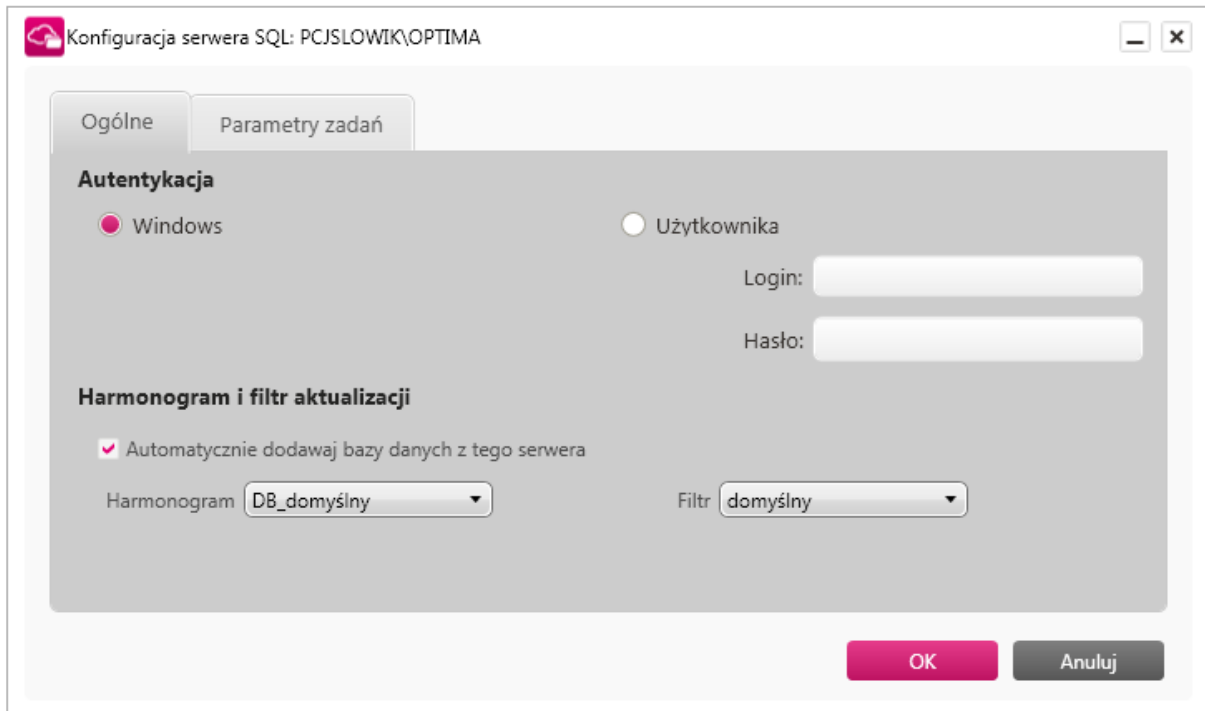 Konfiguracja serwera SQL: PCJSLOWIK\OPTIMA
Ogólne
Parametry zadań
Autentykacja
Windows
Użytkownika
Login:
Hasło:
Harmonogram i filtr aktualizacji
Automatycznie dodawaj bazy danych z tego serwera
Harmonogram DB_domyślny
Filtr domyślny
OK
Anuluj